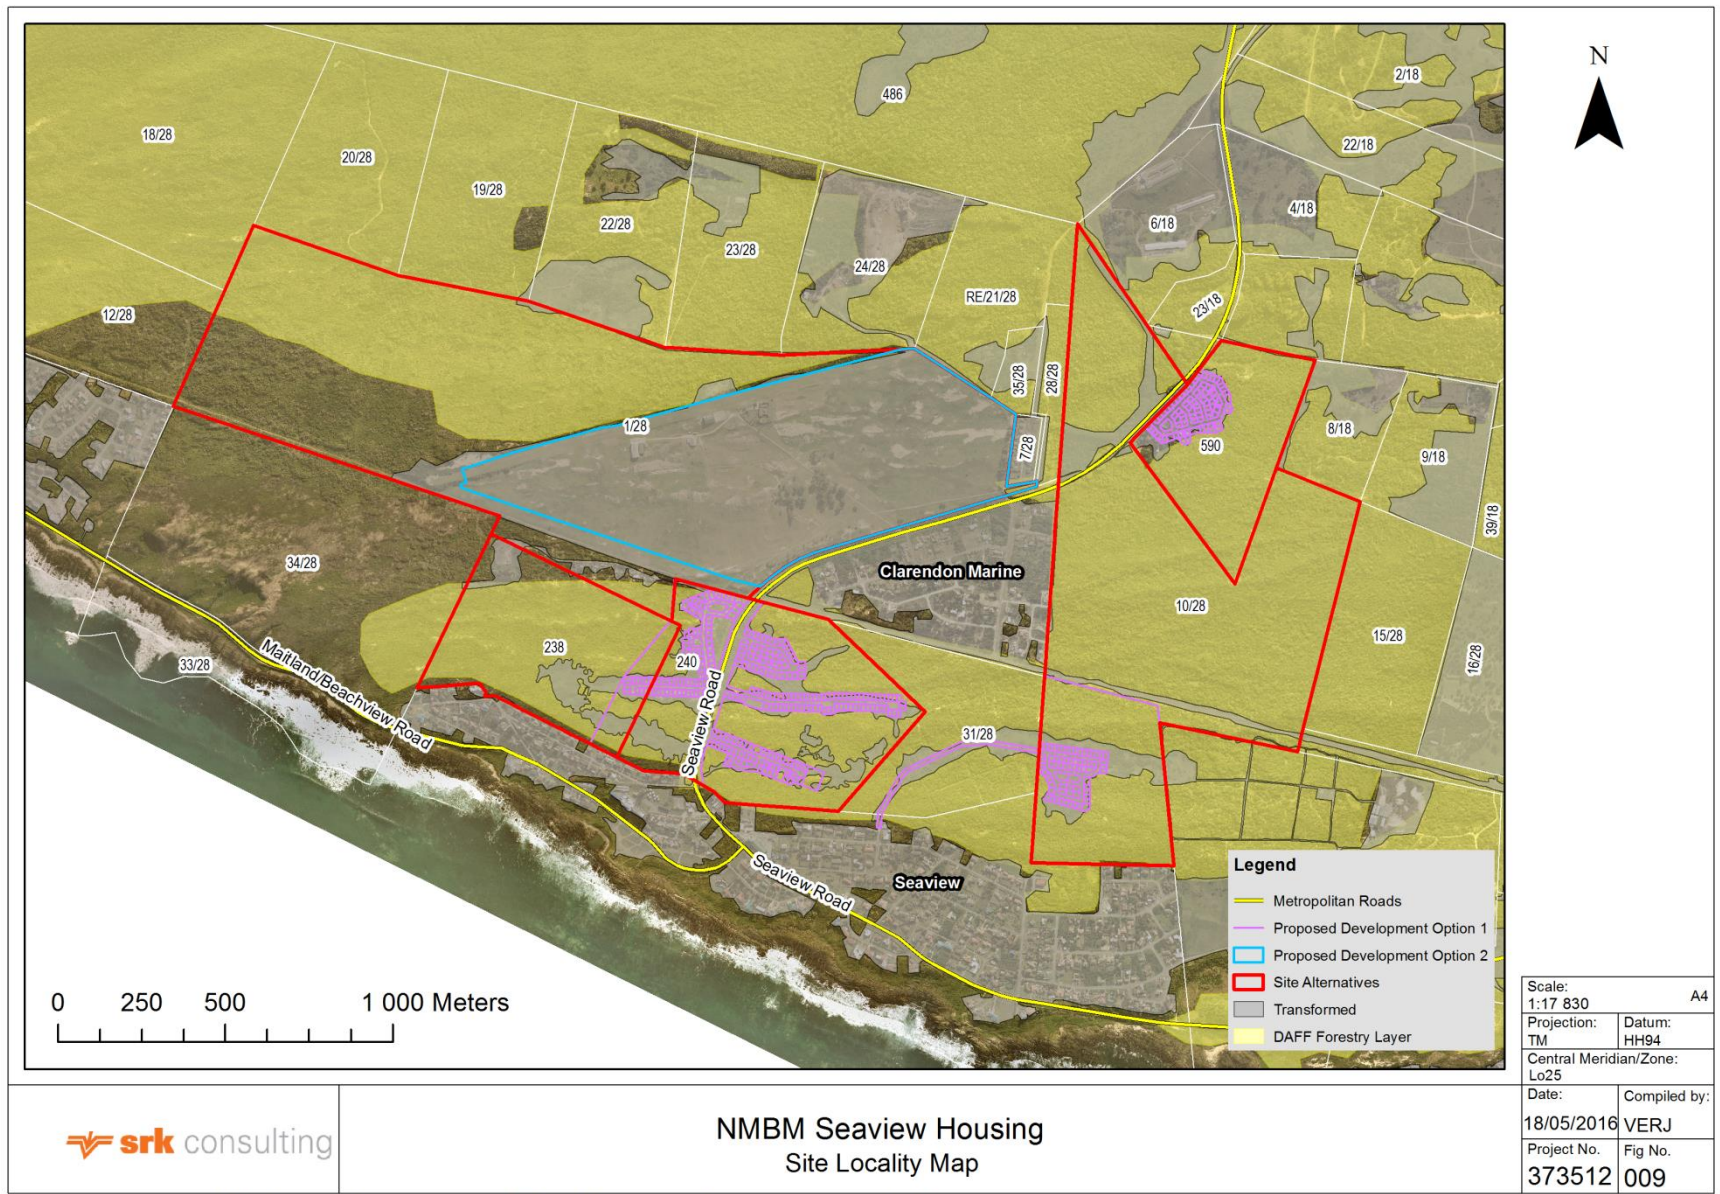 N
486
2/18
18/28
20/28
22/18
19/28
4/18
22/28
6/18
23/28
24/28
RE/21/28
23/18
12/28
35/28
28/28
1/28
8/18
7/28
590
9/18
39/18
34/28
Clarendon Marine
10/28
15/28
238
240
16/28
33/28
Maitland/Beachview Road
Seaview Road
31/28
Seaview Road
Seaview
Legend
Metropolitan Roads
Proposed Development Option 1
Proposed Development Option 2
Site Alternatives
Transformed
DAFF Forestry Layer
0 250 500 1 000 Meters
Scale:
1:17 830 A4
Projection: Datum:
TM HH94
Central Meridian/Zone:
Lo25
Date: Compiled by:
18/05/2016 VERJ
Project No. Fig No.
373512 009
srk consulting
NMBM Seaview Housing
Site Locality Map